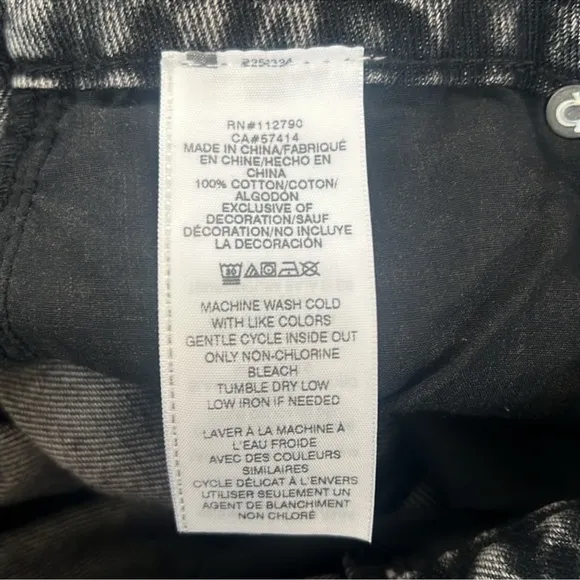 RN#112790
CA#57414
MADE IN CHINA/FABRIQUÉ
EN CHINE/HECHO EN
CHINA
100% COTTON/COTON/
ALGODÓN
EXCLUSIVE OF
DECORATION/SAUF
DÉCORATION/NO INCLUYE
LA DECORACIÓN
MACHINE WASH COLD
WITH LIKE COLORS
GENTLE CYCLE INSIDE OUT
ONLY NON-CHLORINE
BLEACH
TUMBLE DRY LOW
LOW IRON IF NEEDED
LAVER À LA MACHINE À
L'EAU FROIDE
AVEC DES COULEURS
SIMILAIRES
CYCLE DÉLICAT À L'ENVERS
UTILISER SEULEMENT UN
AGENT DE BLANCHIMENT
NON CHLORÉ